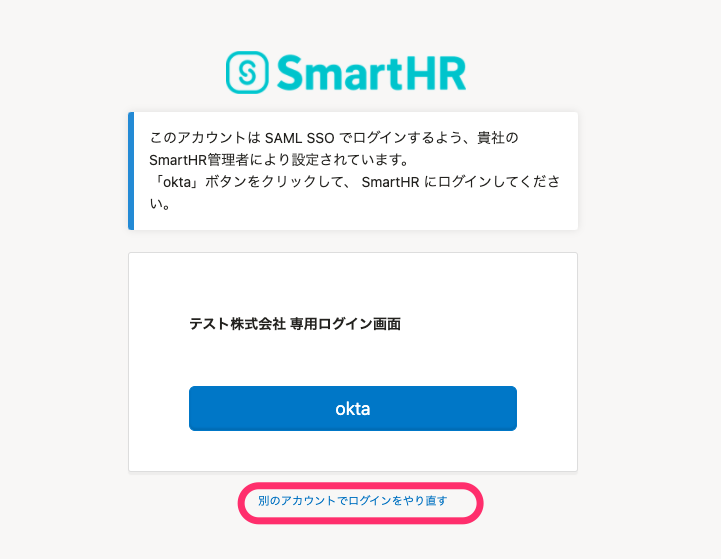 SmartHR
このアカウントは SAML SSO でログインするよう、貴社の
SmartHR管理者により設定されています。
「okta」ボタンをクリックして、 SmartHR にログインしてくださ
い。
テスト株式会社 専用ログイン画面
okta
別のアカウントでログインをやり直す